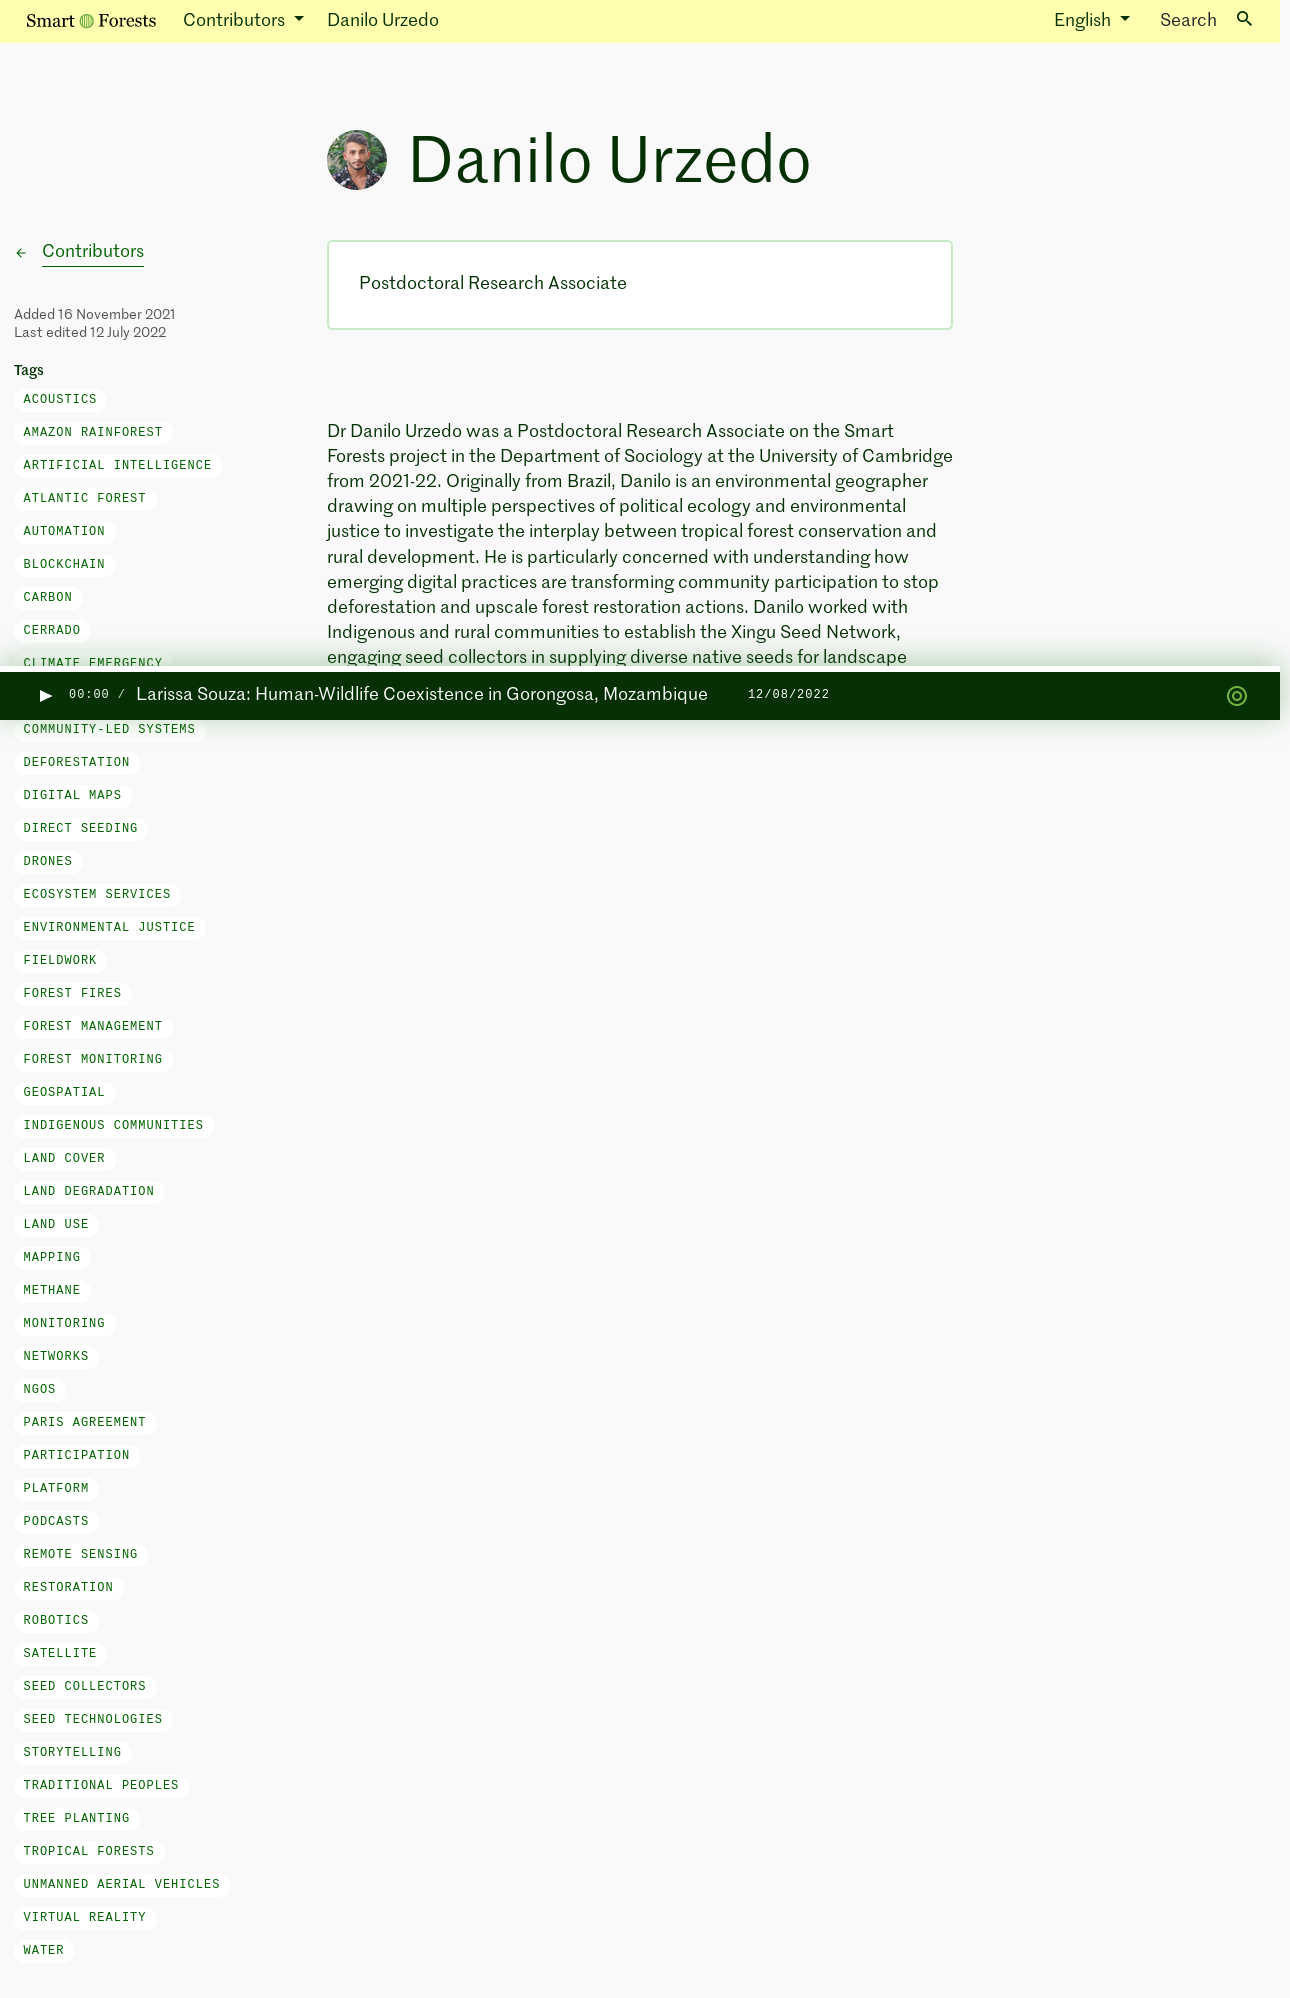 Smart Forests Contributors Danilo Urzedo English Search
Danilo Urzedo
Contributors
Postdoctoral Research Associate
Added 16 November 2021
Last edited 12 July 2022
Tags
ACOUSTICS
AMAZON RAINFOREST
ARTIFICIAL INTELLIGENCE
ATLANTIC FOREST
AUTOMATION
BLOCKCHAIN
CARBON
CERRADO
CLIMATE EMERGENCY
Dr Danilo Urzedo was a Postdoctoral Research Associate on the Smart
Forests project in the Department of Sociology at the University of Cambridge
from 2021-22. Originally from Brazil, Danilo is an environmental geographer
drawing on multiple perspectives of political ecology and environmental
justice to investigate the interplay between tropical forest conservation and
rural development. He is particularly concerned with understanding how
emerging digital practices are transforming community participation to stop
deforestation and upscale forest restoration actions. Danilo worked with
Indigenous and rural communities to establish the Xingu Seed Network,
engaging seed collectors in supplying diverse native seeds for landscape
00:00 / Larissa Souza: Human-Wildlife Coexistence in Gorongosa, Mozambique 12/08/2022
COMMUNITY-LED SYSTEMS
DEFORESTATION
DIGITAL MAPS
DIRECT SEEDING
DRONES
ECOSYSTEM SERVICES
ENVIRONMENTAL JUSTICE
FIELDWORK
FOREST FIRES
FOREST MANAGEMENT
FOREST MONITORING
GEOSPATIAL
INDIGENOUS COMMUNITIES
LAND COVER
LAND DEGRADATION
LAND USE
MAPPING
METHANE
MONITORING
NETWORKS
NGOS
PARIS AGREEMENT
PARTICIPATION
PLATFORM
PODCASTS
REMOTE SENSING
RESTORATION
ROBOTICS
SATELLITE
SEED COLLECTORS
SEED TECHNOLOGIES
STORYTELLING
TRADITIONAL PEOPLES
TREE PLANTING
TROPICAL FORESTS
UNMANNED AERIAL VEHICLES
VIRTUAL REALITY
WATER